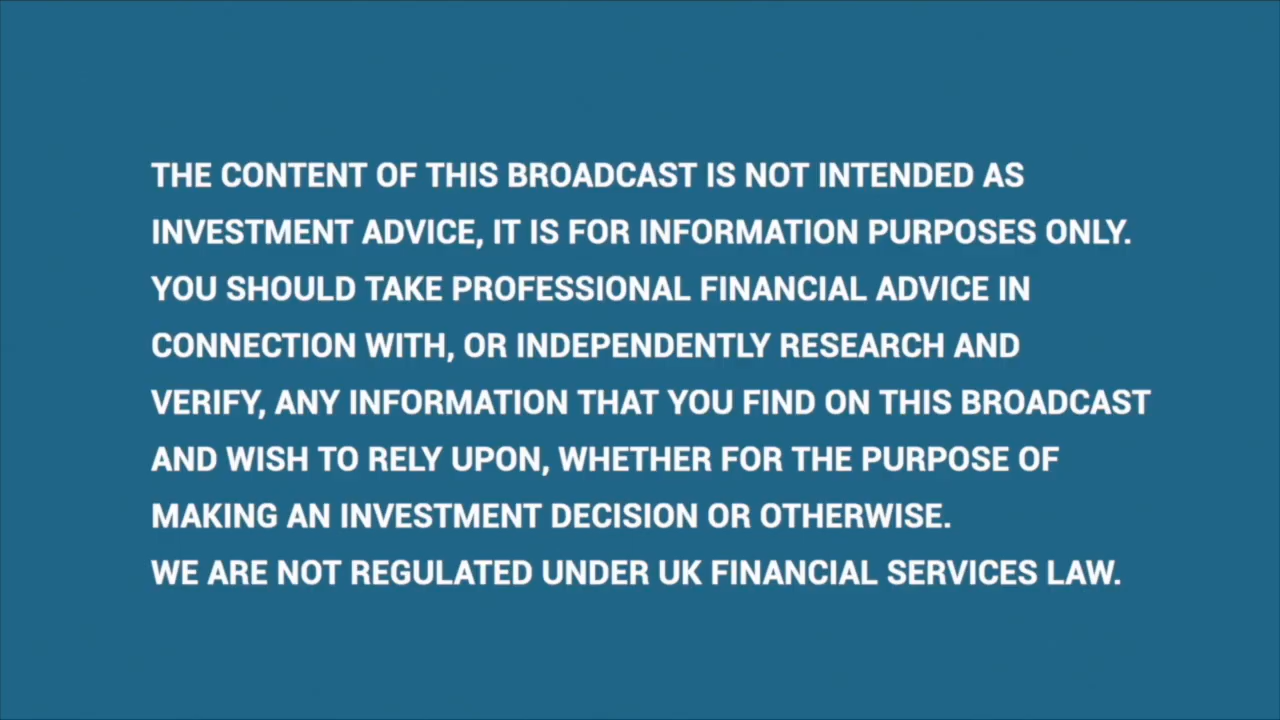 THE CONTENT OF THIS BROADCAST IS NOT INTENDED AS
INVESTMENT ADVICE, IT IS FOR INFORMATION PURPOSES ONLY.
YOU SHOULD TAKE PROFESSIONAL FINANCIAL ADVICE IN
CONNECTION WITH, OR INDEPENDENTLY RESEARCH AND
VERIFY, ANY INFORMATION THAT YOU FIND ON THIS BROADCAST
AND WISH TO RELY UPON, WHETHER FOR THE PURPOSE OF
MAKING AN INVESTMENT DECISION OR OTHERWISE.
WE ARE NOT REGULATED UNDER UK FINANCIAL SERVICES LAW.